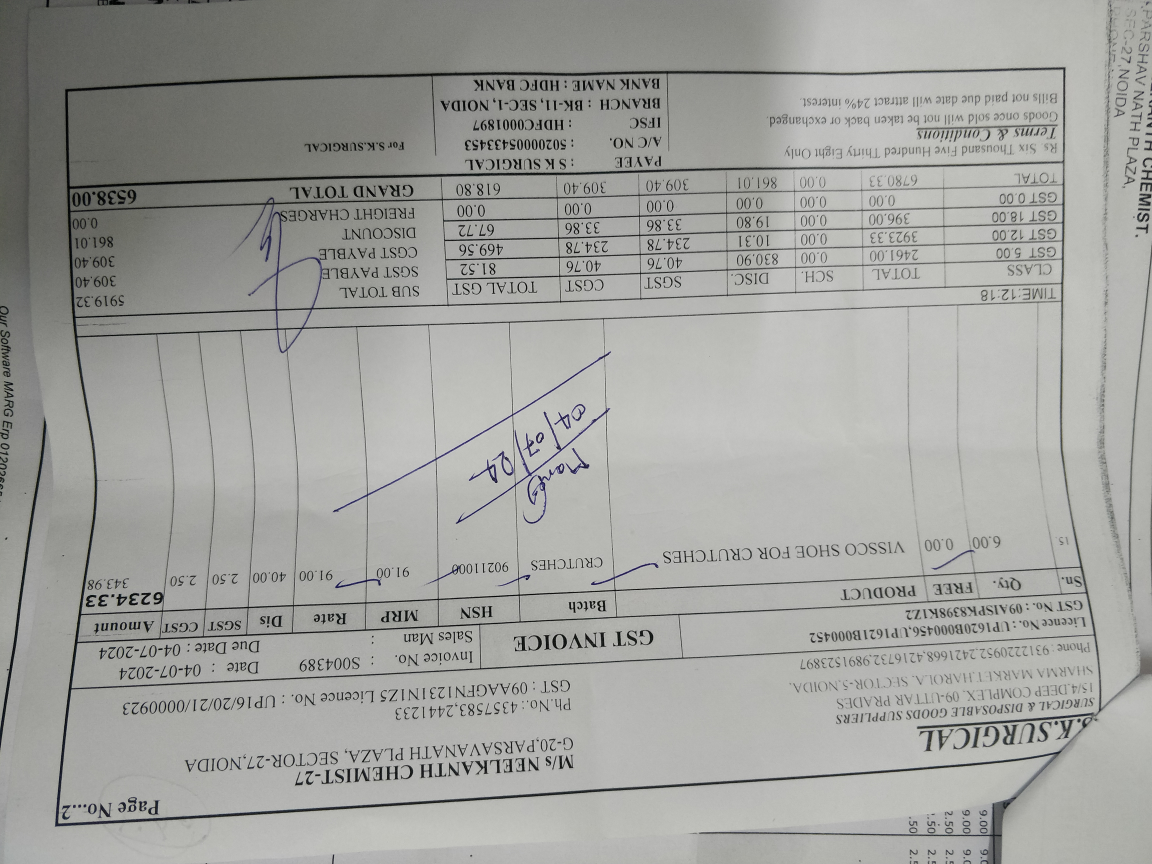 Page No...2
S.K.SURGICAL
SURGICAL & DISPOSABLE GOODS SUPPLIERS
15/4,DEEP COMPLEX, 09-UTTAR PRADES
SHARMA MARKET,HAROLA, SECTOR-5,NOIDA,
Phone : 9312220952,2421668,4216732,9891523897
Licence No. : UP1620B000456,UP1621B000452
GST No. : 09APISPK8398K1Z2
M/s NEELKANTH CHEMIST-27
G-20,PARSAVANATH PLAZA, SECTOR-27,NOIDA
Ph.No.: 4357583,2441233
GST : 09AAGFN1231N1Z5 Licence No. : UP16/20/21/0000923
GST INVOICE
Invoice No. : S004389 Date : 04-07-2024
Sales Man : Due Date : 04-07-2024
Sn. Qty. FREE PRODUCT Batch HSN MRP Rate Dis SGST CGST Amount
6234.33
15 6.00 0.00 VISSCO SHOE FOR CRUTCHES CRUTCHES 90211000 91.00 91.00 40.00 2.50 2.50 343.98
04/07/24
TIME:12:18
CLASS TOTAL SCH. DISC. SGST CGST TOTAL GST
GST 5.00 2461.00 0.00 830.90 40.76 40.76 81.52
GST 12.00 3923.33 0.00 10.31 234.78 234.78 469.56
GST 18.00 396.00 0.00 19.80 33.86 33.86 67.72
GST 0.00 0.00 0.00 0.00 0.00 0.00 0.00
TOTAL 6780.33 0.00 861.01 309.40 309.40 618.80
SUB TOTAL 5919.32
SGST PAYBLE 309.40
CGST PAYBLE 309.40
DISCOUNT 861.01
FREIGHT CHARGES 0.00
GRAND TOTAL 6538.00
Rs Six Thousand Five Hundred Thirty Eight Only
Terms & Conditions
Goods once sold will not be taken back or exchanged.
Bills not paid due date will attract 24% interest.
PAYEE : S K SURGICAL
A/C NO. : 50200005433453
IFSC : HDFC0001897
BRANCH : BK-11, SEC-1, NOIDA
BANK NAME : HDFC BANK
For S.K.SURGICAL
CHEMIST.
PARSHAV NATH PLAZA,
SEC-27,NOIDA
Our Software MARG Erp